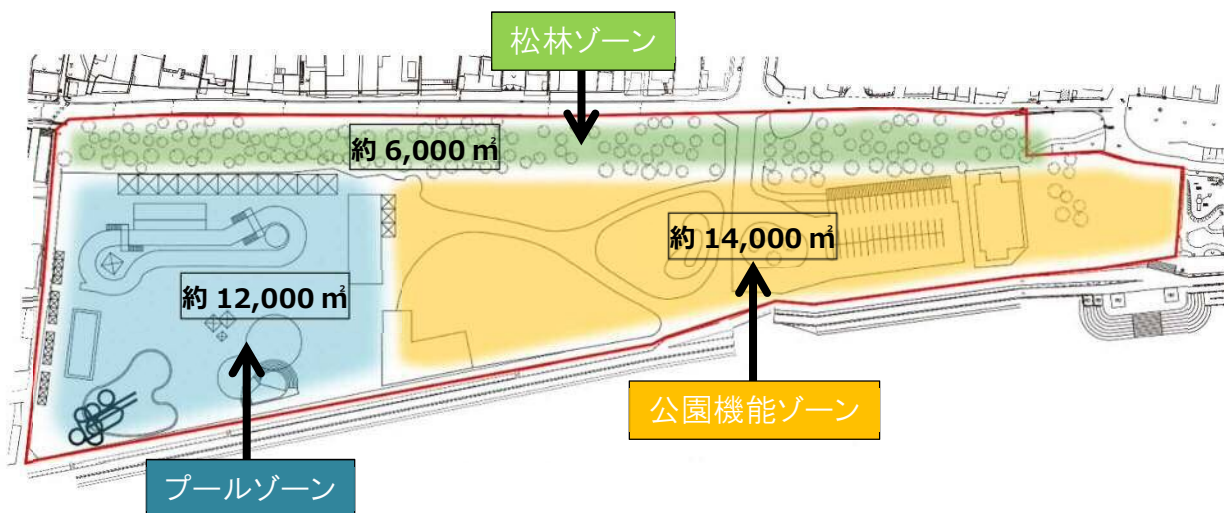 松林ゾーン
約 6,000 ㎡
約 14,000 ㎡
約 12,000 ㎡
公園機能ゾーン
プールゾーン